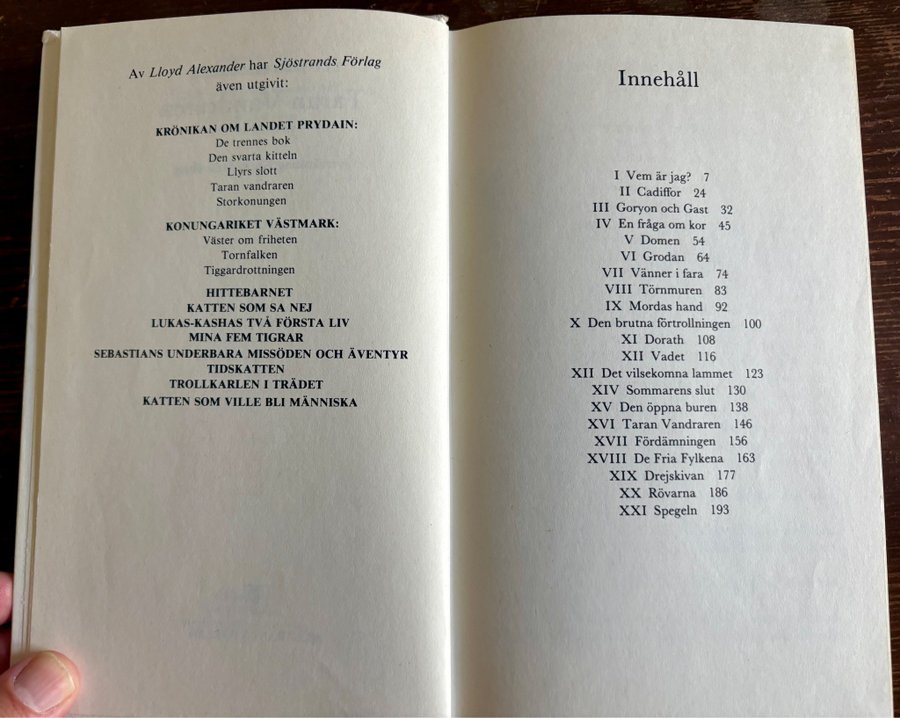 Av Lloyd Alexander har Sjöstrands Förlag
även utgivit:
KRÖNIKAN OM LANDET PRYDAIN:
De trennes bok
Den svarta kitteln
Llyrs slott
Taran vandraren
Storkonungen
KONUNGARIKET VÄSTMARK:
Väster om friheten
Tornfalken
Tiggardrottningen
HITTEBARNET
KATTEN SOM SA NEJ
LUKAS-KASHAS TVÅ FÖRSTA LIV
MINA FEM TIGRAR
SEBASTIANS UNDERBARA MISSÖDEN OCH ÄVENTYR
TIDSKATTEN
TROLLKARLEN I TRÄDET
KATTEN SOM VILLE BLI MÄNNISKA
Innehåll
I Vem är jag? 7
II Cadiffor 24
III Goryon och Gast 32
IV En fråga om kor 45
V Domen 54
VI Grodan 64
VII Vänner i fara 74
VIII Törnmuren 83
IX Mordas hand 92
X Den brutna förtrollningen 100
XI Dorath 108
XII Vadet 116
XII Det vilsekomna lammet 123
XIV Sommarens slut 130
XV Den öppna buren 138
XVI Taran Vandraren 146
XVII Fördämningen 156
XVIII De Fria Fylkena 163
XIX Drejskivan 177
XX Rövarna 186
XXI Spegeln 193